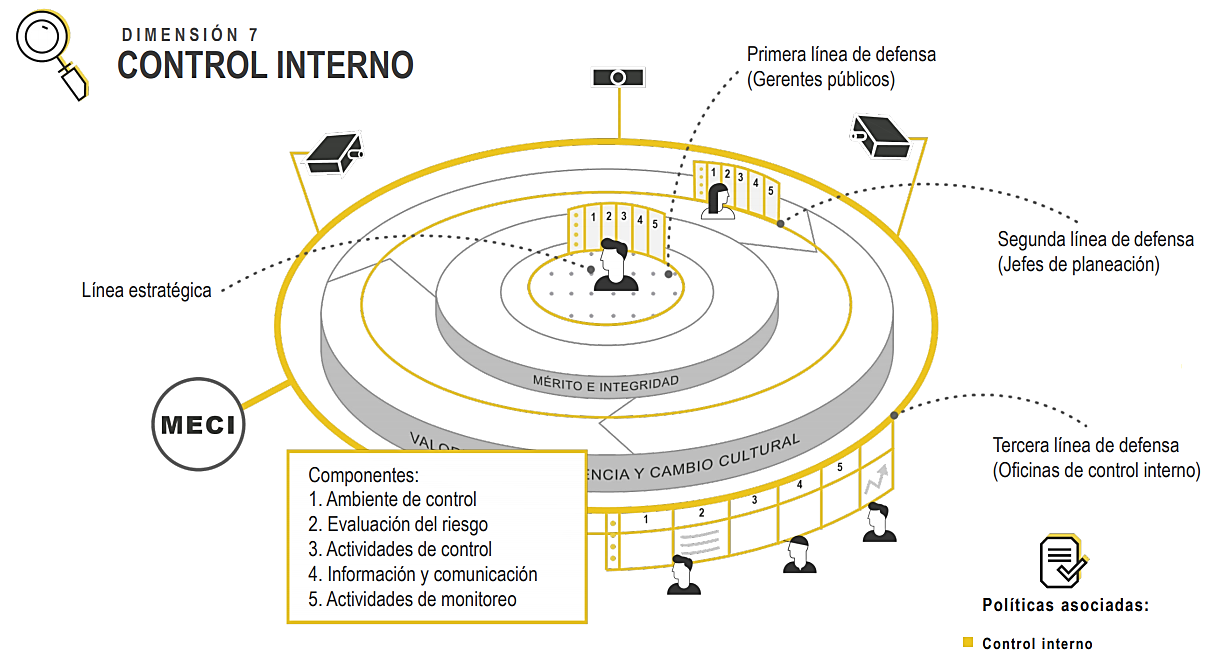 DIMENSIÓN 7
CONTROL INTERNO
Primera línea de defensa
(Gerentes públicos)
1 2 3 4 5
1 2 3 4 5
Segunda línea de defensa
(Jefes de planeación)
Línea estratégica
MÉRITO E INTEGRIDAD
MECI
Y CAMBIO CULTURAL
Tercera línea de defensa
(Oficinas de control interno)
Componentes:
1. Ambiente de control
2. Evaluación del riesgo
3. Actividades de control
4. Información y comunicación
5. Actividades de monitoreo
1 2 3 4 5
Políticas asociadas:
Control interno